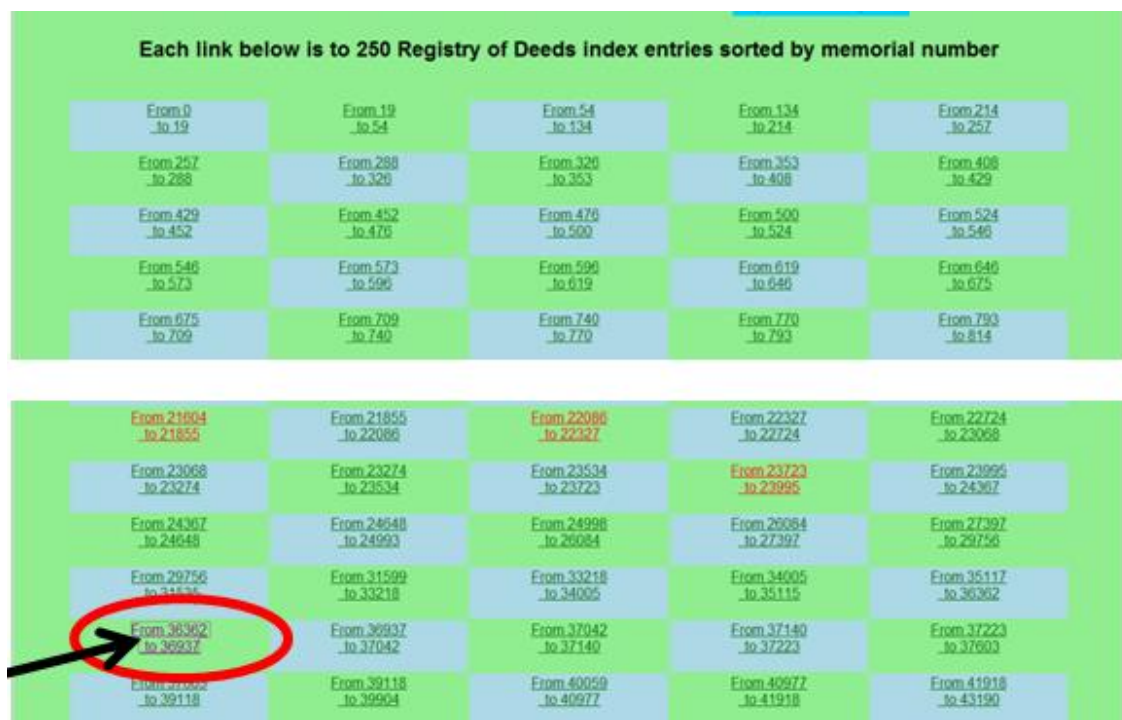 Each link below is to 250 Registry of Deeds index entries sorted by memorial number
From 0 From 19 From 54 From 134 From 214
to 19 to 54 to 134 to 214 to 257
From 257 From 288 From 326 From 353 From 408
to 288 to 326 to 353 to 408 to 429
From 429 From 452 From 476 From 500 From 524
to 452 to 476 to 500 to 524 to 546
From 546 From 573 From 596 From 619 From 646
to 573 to 596 to 619 to 646 to 675
From 675 From 709 From 740 From 770 From 793
to 709 to 740 to 770 to 793 to 814
From 21604 From 21855 From 22086 From 22327 From 22724
to 21855 to 22086 to 22327 to 22724 to 23068
From 23068 From 23274 From 23534 From 23723 From 23995
to 23274 to 23534 to 23723 to 23995 to 24367
From 24367 From 24648 From 24998 From 26084 From 27397
to 24648 to 24993 to 26084 to 27397 to 29756
From 29756 From 31599 From 33218 From 34005 From 35117
to to 33218 to 34005 to 35115 to 36362
From 36362 From 36937 From 37042 From 37140 From 37223
to 36937 to 37042 to 37140 to 37223 to 37603
From From 39118 From 40059 From 40977 From 41918
to 39118 to 39904 to 40977 to 41918 to 43190